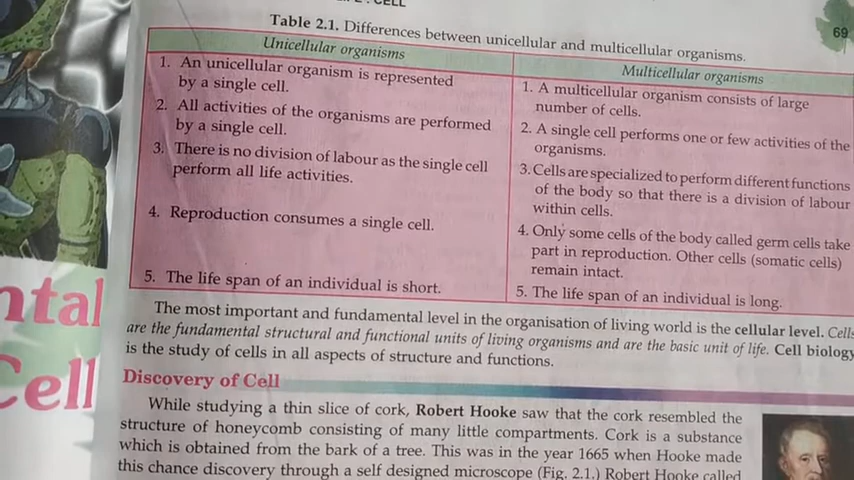 CELL
69
Table 2.1. Differences between unicellular and multicellular organisms.
Unicellular organisms
1. An unicellular organism is represented
by a single cell.
2. All activities of the organisms are performed
by a single cell.
3. There is no division of labour as the single cell
perform all life activities.
4. Reproduction consumes a single cell.
5. The life span of an individual is short.
Multicellular organisms
1. A multicellular organism consists of large
number of cells.
2. A single cell performs one or few activities of the
organisms.
3. Cells are specialized to perform different functions
of the body so that there is a division of labour
within cells.
4. Only some cells of the body called germ cells take
part in reproduction. Other cells (somatic cells)
remain intact.
5. The life span of an individual is long.
The most important and fundamental level in the organisation of living world is the cellular level. Cells
are the fundamental structural and functional units of living organisms and are the basic unit of life. Cell biology
is the study of cells in all aspects of structure and functions.
Discovery of Cell
While studying a thin slice of cork, Robert Hooke saw that the cork resembled the
structure of honeycomb consisting of many little compartments. Cork is a substance
which is obtained from the bark of a tree. This was in the year 1665 when Hooke made
this chance discovery through a self designed microscope (Fig. 2.1.) Robert Hooke called
ntal
Cell